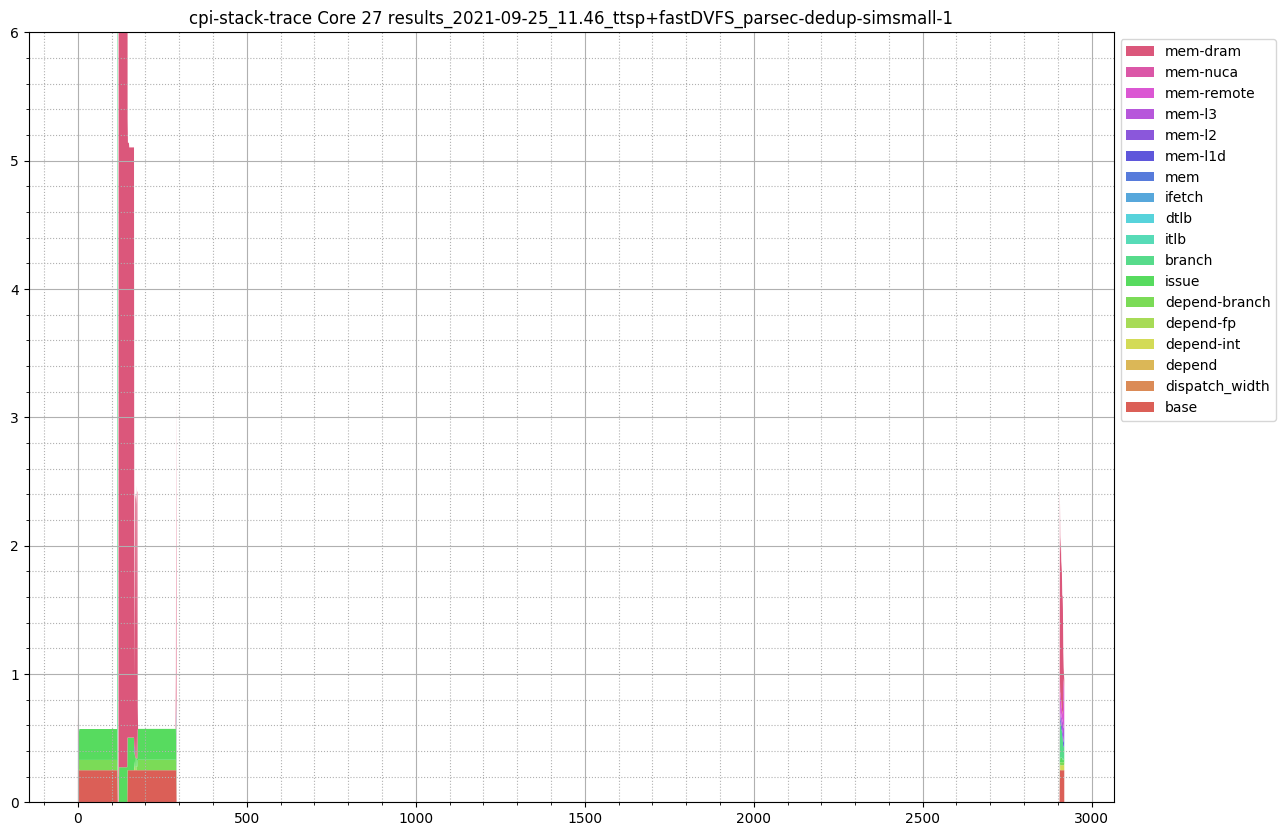 cpi-stack-trace Core 27 results_2021-09-25_11.46_ttsp+fastDVFS_parsec-dedup-simsmall-1
6
5
4
3
2
1
0
0 500 1000 1500 2000 2500 3000
mem-dram
mem-nuca
mem-remote
mem-l3
mem-l2
mem-l1d
mem
ifetch
dtlb
itlb
branch
issue
depend-branch
depend-fp
depend-int
depend
dispatch_width
base